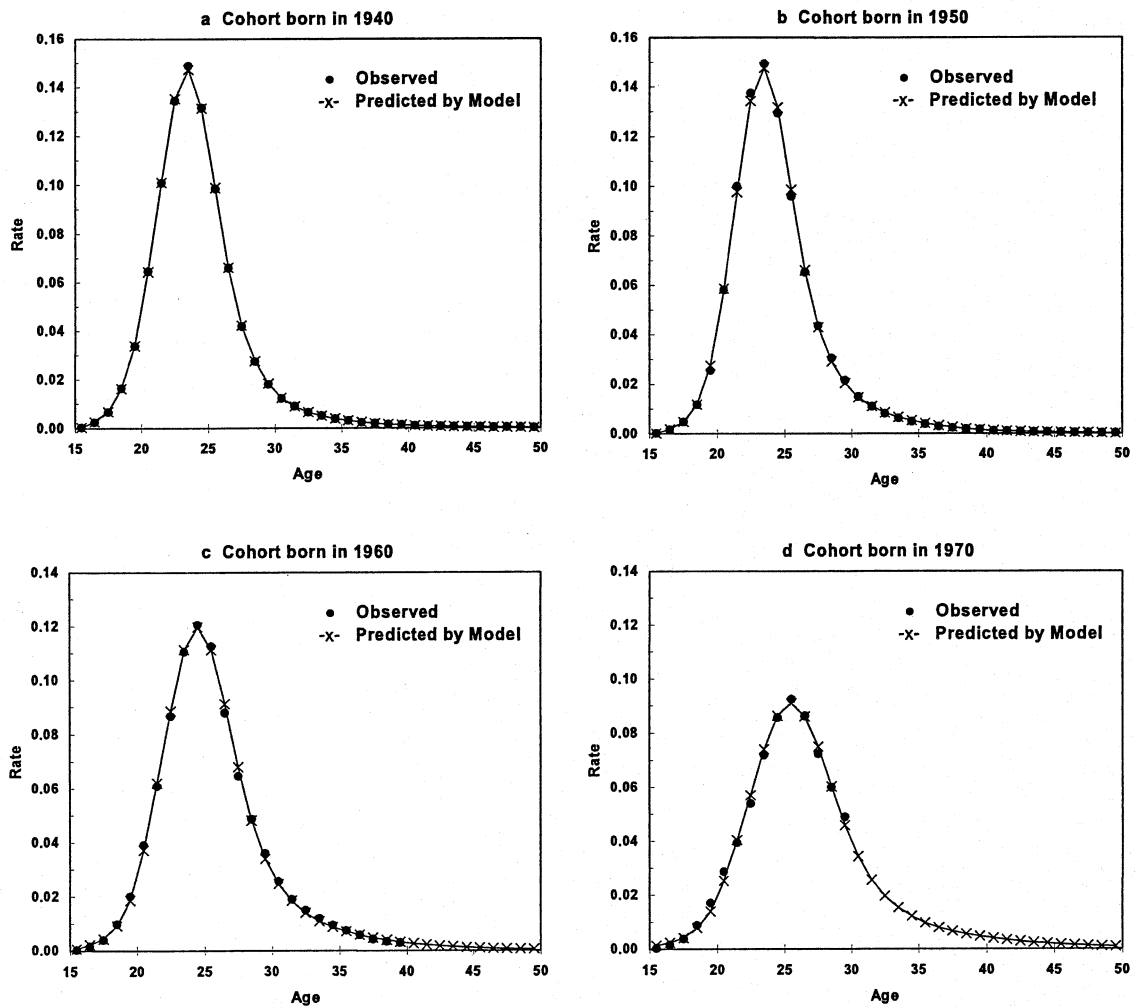 a Cohort born in 1940
0.16
0.14
0.12
0.10
0.08
0.06
0.04
0.02
0.00
Rate
Observed
-x- Predicted by Model
15 20 25 30 35 40 45 50
Age
b Cohort born in 1950
0.16
0.14
0.12
0.10
0.08
0.06
0.04
0.02
0.00
Rate
Observed
-x- Predicted by Model
15 20 25 30 35 40 45 50
Age
c Cohort born in 1960
0.14
0.12
0.10
0.08
0.06
0.04
0.02
0.00
Rate
Observed
-x- Predicted by Model
15 20 25 30 35 40 45 50
Age
d Cohort born in 1970
0.14
0.12
0.10
0.08
0.06
0.04
0.02
0.00
Rate
Observed
-x- Predicted by Model
15 20 25 30 35 40 45 50
Age